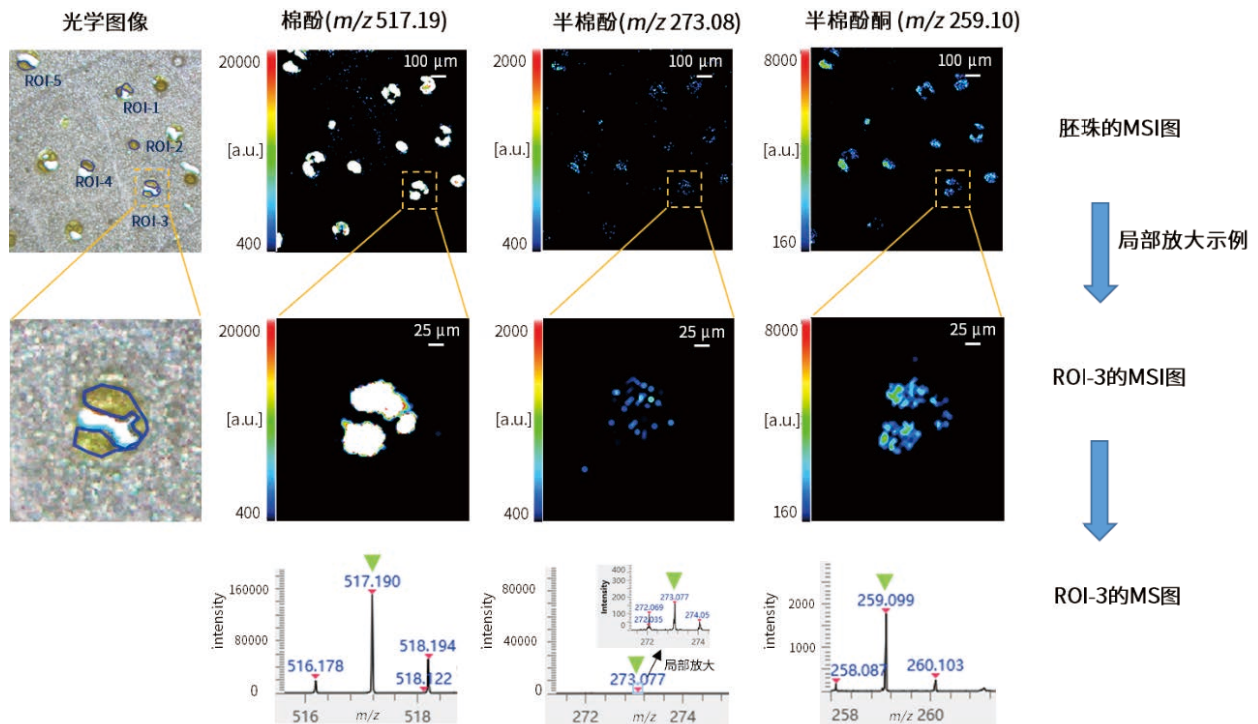 光学图像
棉酚(m/z 517.19)
半棉酚(m/z 273.08)
半棉酚酮(m/z 259.10)
ROI-5
ROI-1
ROI-2
ROI-4
ROI-3
20000
[a.u.]
400
100 μm
2000
[a.u.]
400
100 μm
8000
[a.u.]
160
100 μm
胚珠的MSI图
局部放大示例
20000
[a.u.]
400
25 μm
2000
[a.u.]
400
25 μm
8000
[a.u.]
160
25 μm
ROI-3的MSI图
intensity
160000
80000
0
517.190
516.178
518.194
518.122
516
m/z
518
intensity
80000
40000
0
Intensity
400
300
200
100
0
273.077
272.069
272.035
274.05
272
274
局部放大
273.077
272
m/z
274
intensity
2000
1000
0
259.099
258.087
260.103
258
m/z
260
ROI-3的MS图